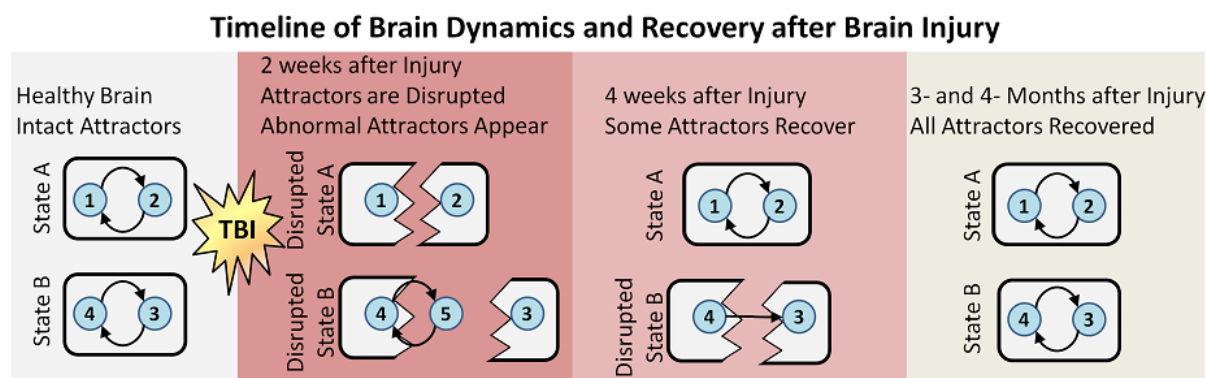 Timeline of Brain Dynamics and Recovery after Brain Injury
Healthy Brain
Intact Attractors
State A
1
2
State B
4
3
TBI
2 weeks after Injury
Attractors are Disrupted
Abnormal Attractors Appear
Disrupted
State A
1
2
Disrupted
State B
4
5
3
4 weeks after Injury
Some Attractors Recover
State A
1
2
Disrupted
State B
4
3
3- and 4- Months after Injury
All Attractors Recovered
State A
1
2
State B
4
3